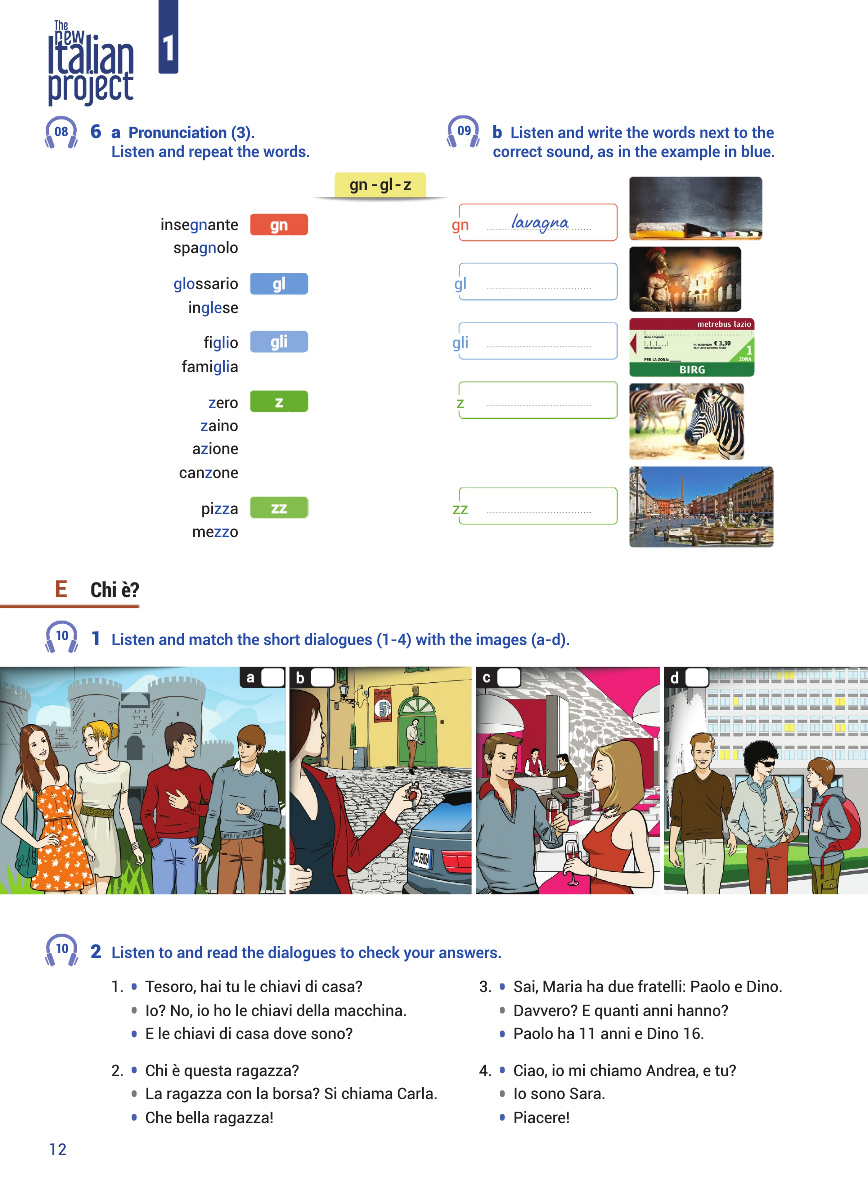 The
new
Italian
project
1
08
6 a Pronunciation (3).
Listen and repeat the words.
09
b Listen and write the words next to the
correct sound, as in the example in blue.
gn - gl - z
insegnante gn
spagnolo
glossario gl
inglese
figlio gli
famiglia
zero z
zaino
azione
canzone
pizza zz
mezzo
gn lavagna
gl
gli
z
zz
metrebus lazio
€ 3,30
PER LA ZONA:
1
ZONA
BIRG
E Chi è?
10
1 Listen and match the short dialogues (1-4) with the images (a-d).
a
b
c
d
10
2 Listen to and read the dialogues to check your answers.
1. • Tesoro, hai tu le chiavi di casa?
• Io? No, io ho le chiavi della macchina.
• E le chiavi di casa dove sono?
2. • Chi è questa ragazza?
• La ragazza con la borsa? Si chiama Carla.
• Che bella ragazza!
3. • Sai, Maria ha due fratelli: Paolo e Dino.
• Davvero? E quanti anni hanno?
• Paolo ha 11 anni e Dino 16.
4. • Ciao, io mi chiamo Andrea, e tu?
• Io sono Sara.
• Piacere!
12